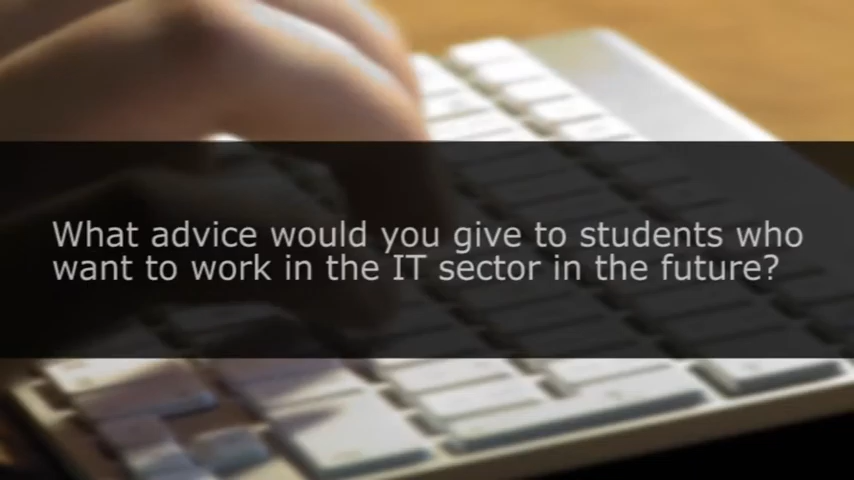 What advice would you give to students who
want to work in the IT sector in the future?